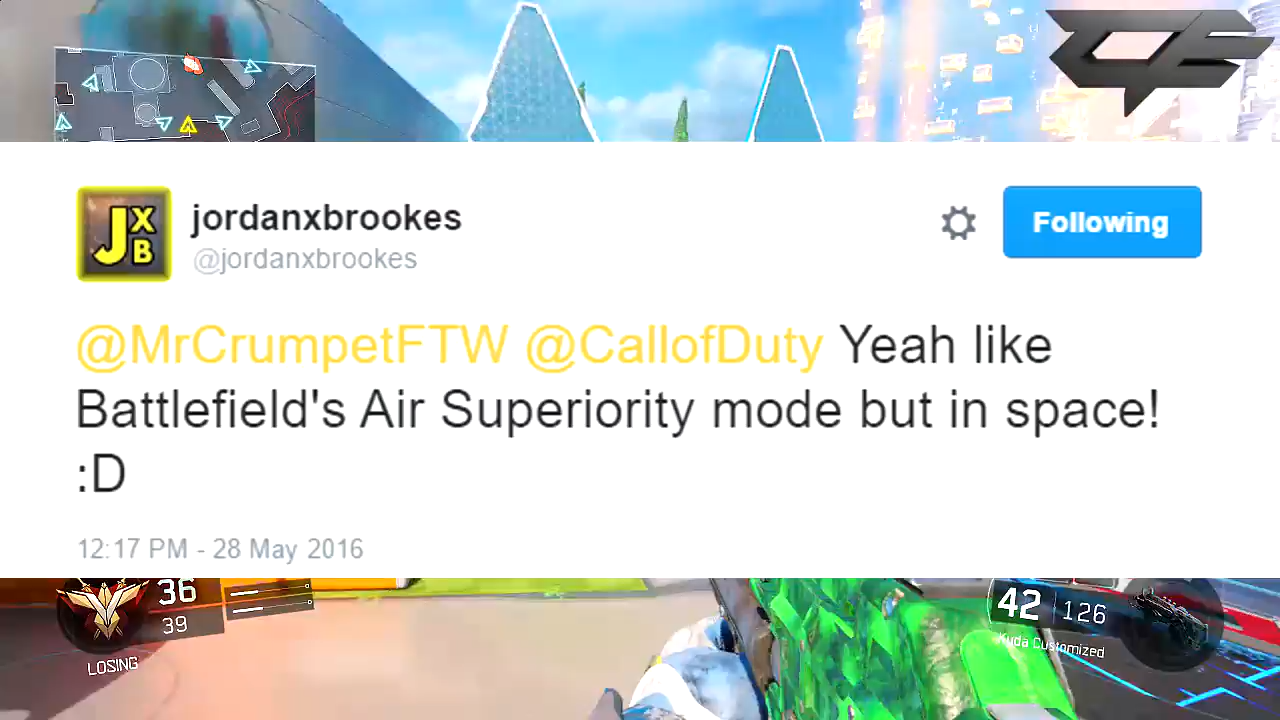 jordanxbrookes
@jordanxbrookes
Following
@MrCrumpetFTW @CallofDuty Yeah like
Battlefield's Air Superiority mode but in space!
:D
12:17 PM - 28 May 2016
36
39
LOSING
42 | 126
Kuda Customized
JXB